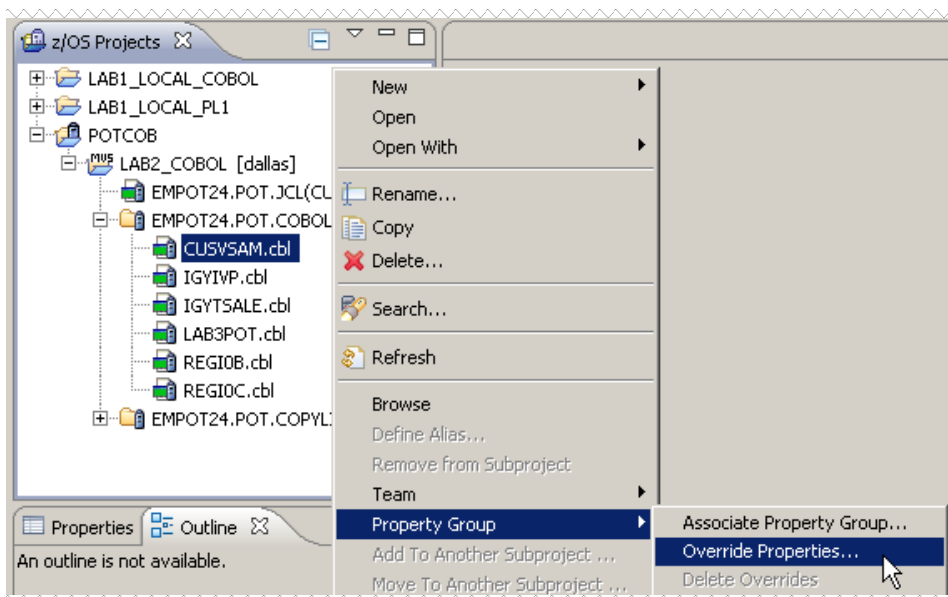 z/OS Projects
LAB1_LOCAL_COBOL
LAB1_LOCAL_PL1
POTCOB
MVS LAB2_COBOL [dallas]
EMPOT24.POT.JCL(CU
EMPOT24.POT.COBOL
CUSVSAM.cbl
IGYIVP.cbl
IGYTSALE.cbl
LAB3POT.cbl
REGI0B.cbl
REGI0C.cbl
EMPOT24.POT.COPYLI
New
Open
Open With
Rename...
Copy
Delete...
Search...
Refresh
Browse
Define Alias...
Remove from Subproject
Team
Property Group
Add To Another Subproject ...
Move To Another Subproject ...
Associate Property Group...
Override Properties...
Delete Overrides
Properties
Outline
An outline is not available.